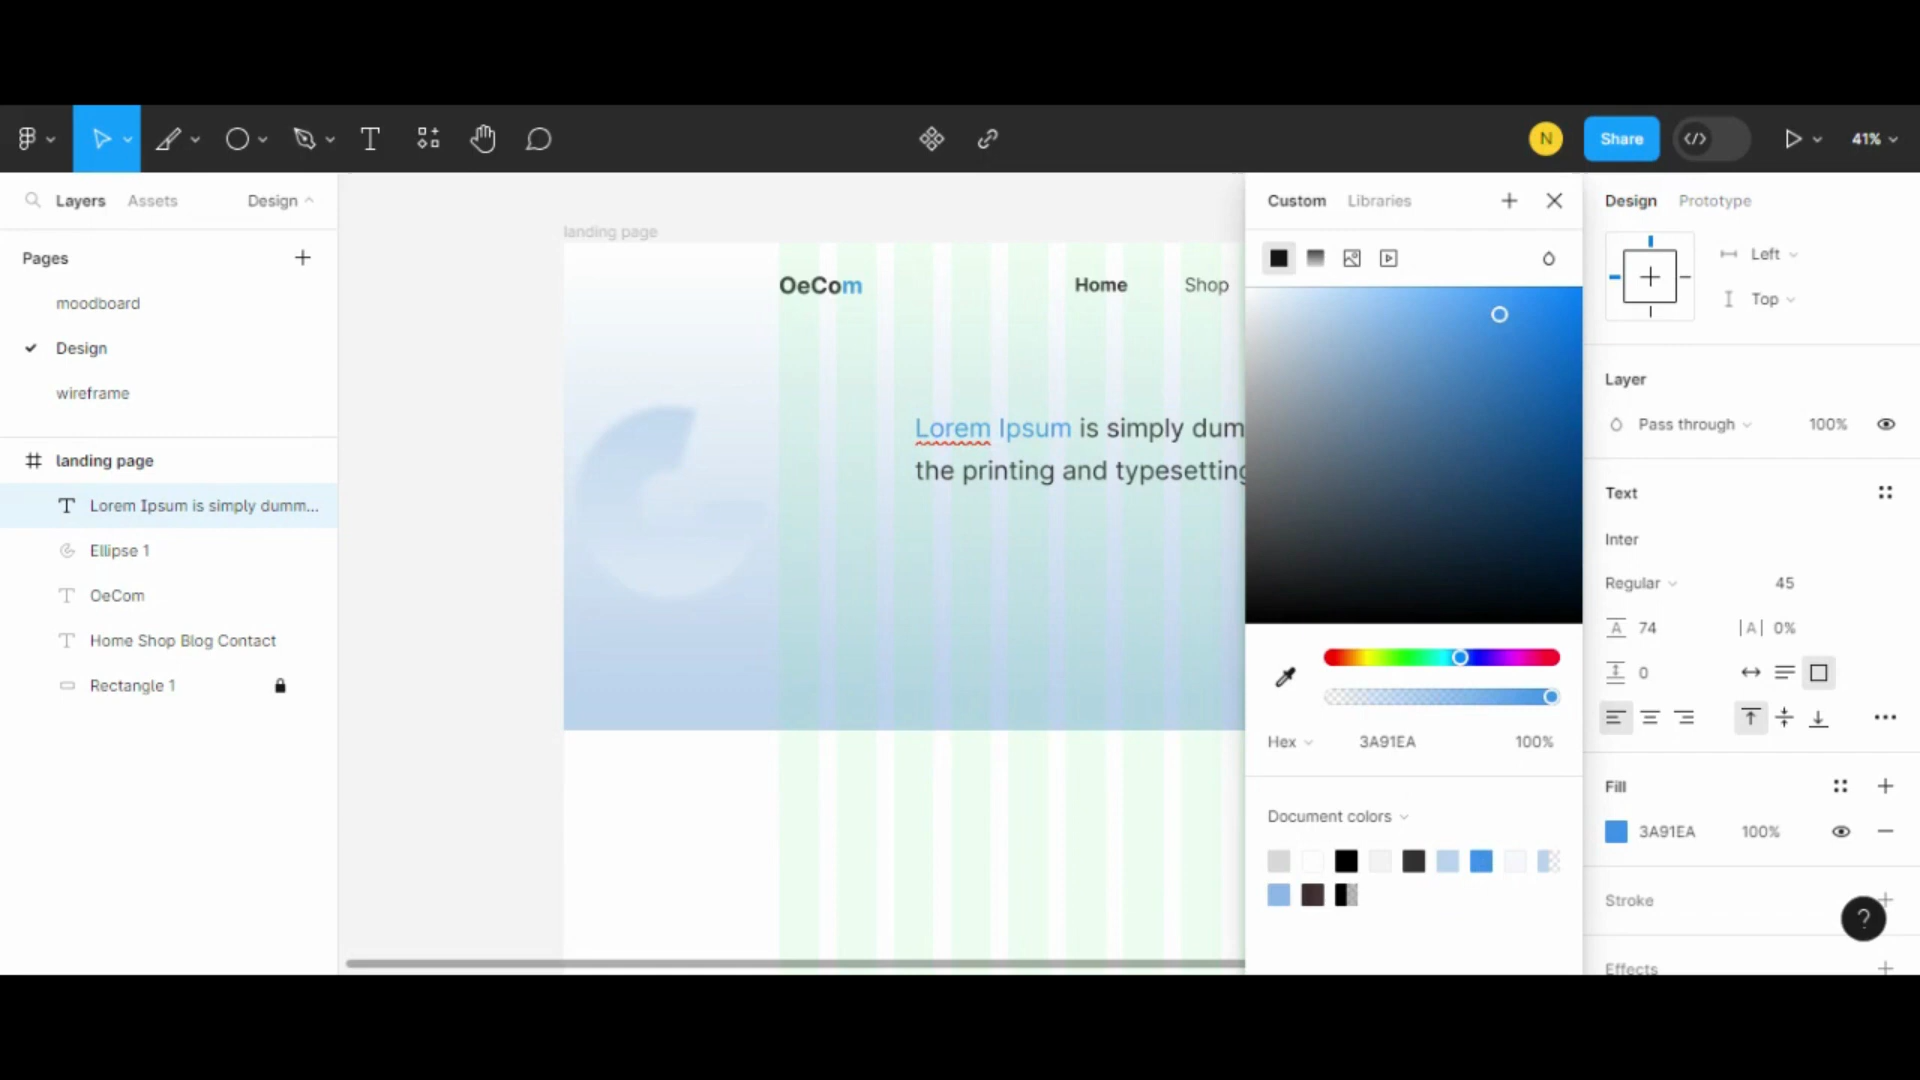 N
Share
41%
Layers
Assets
Design
Pages
moodboard
Design
wireframe
landing page
Lorem Ipsum is simply dumm...
Ellipse 1
OeCom
Home Shop Blog Contact
Rectangle 1
landing page
OeCom
Home
Shop
Lorem Ipsum is simply dum
the printing and typesetting
Custom
Libraries
Hex
3A91EA
100%
Document colors
Design
Prototype
Left
Top
Layer
Pass through
100%
Text
Inter
Regular
45
74
0%
0
Fill
3A91EA
100%
Stroke
?
Effects